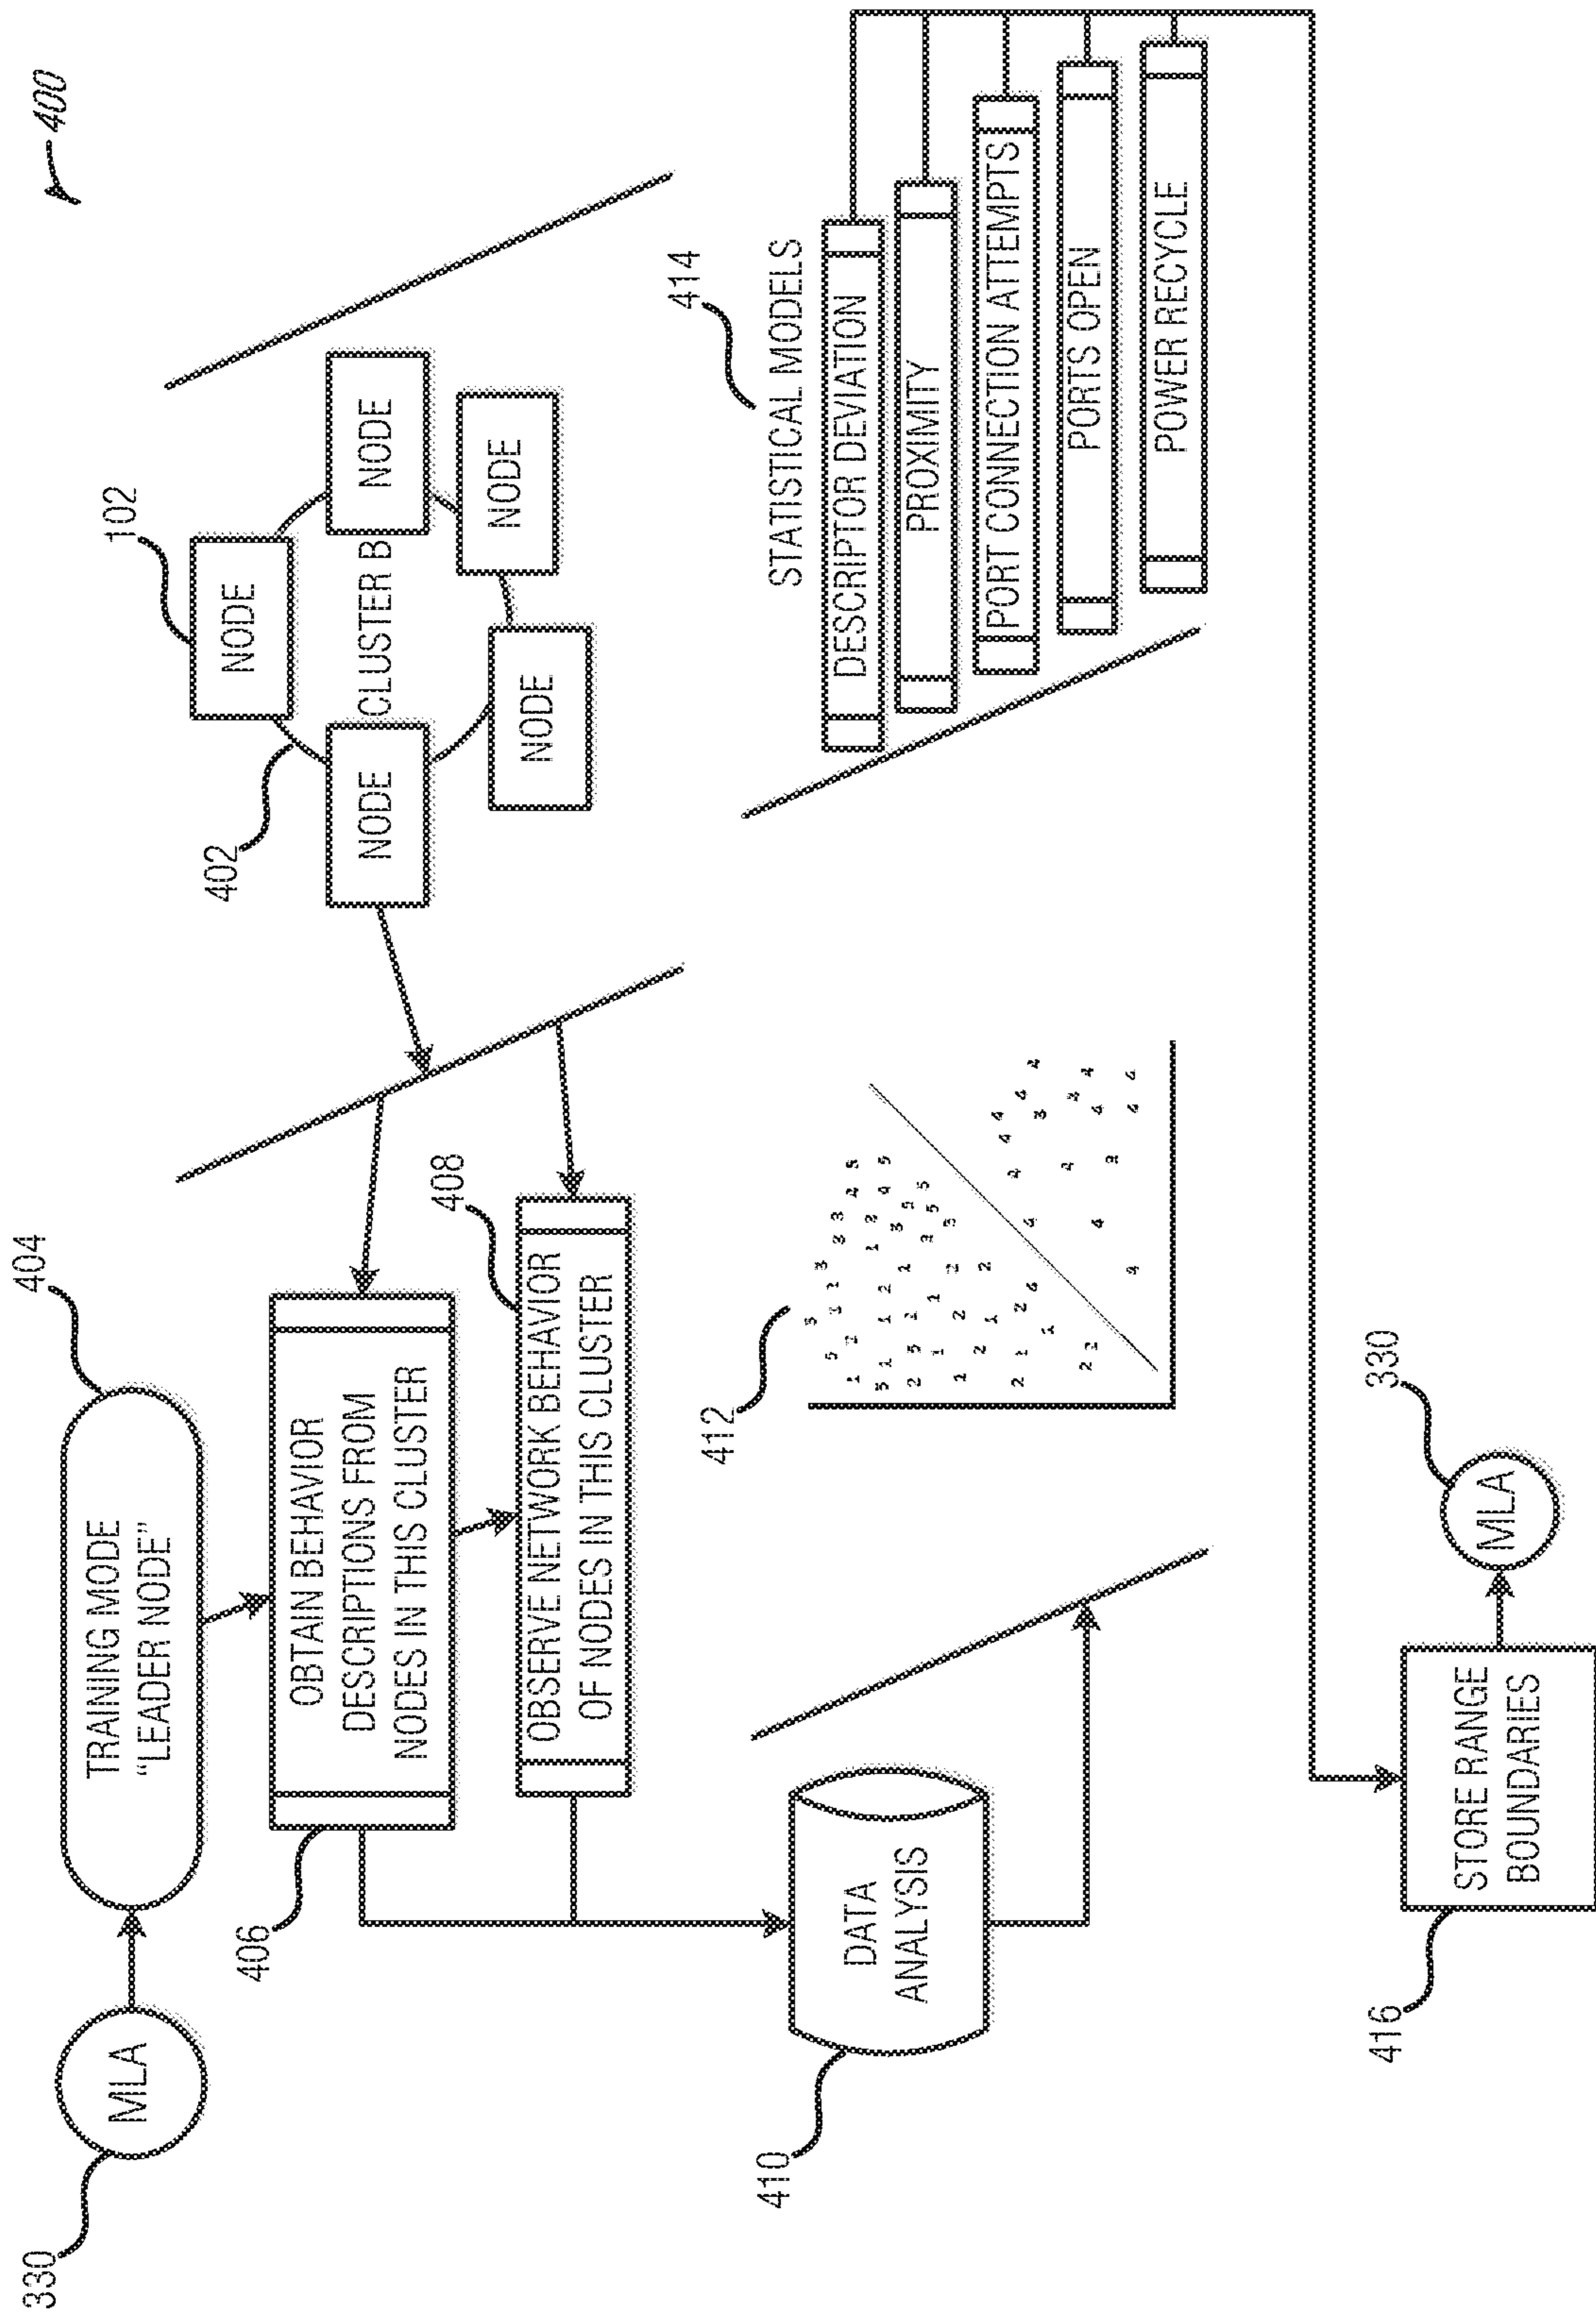 400
330
MLA
404
TRAINING MODE
“LEADER NODE”
406
OBTAIN BEHAVIOR
DESCRIPTIONS FROM
NODES IN THIS CLUSTER
408
OBSERVE NETWORK BEHAVIOR
OF NODES IN THIS CLUSTER
102
402
NODE
NODE
CLUSTER B
NODE
NODE
NODE
410
DATA
ANALYSIS
412
414
STATISTICAL MODELS
DESCRIPTOR DEVIATION
PROXIMITY
PORT CONNECTION ATTEMPTS
PORTS OPEN
POWER RECYCLE
416
STORE RANGE
BOUNDARIES
330
MLA